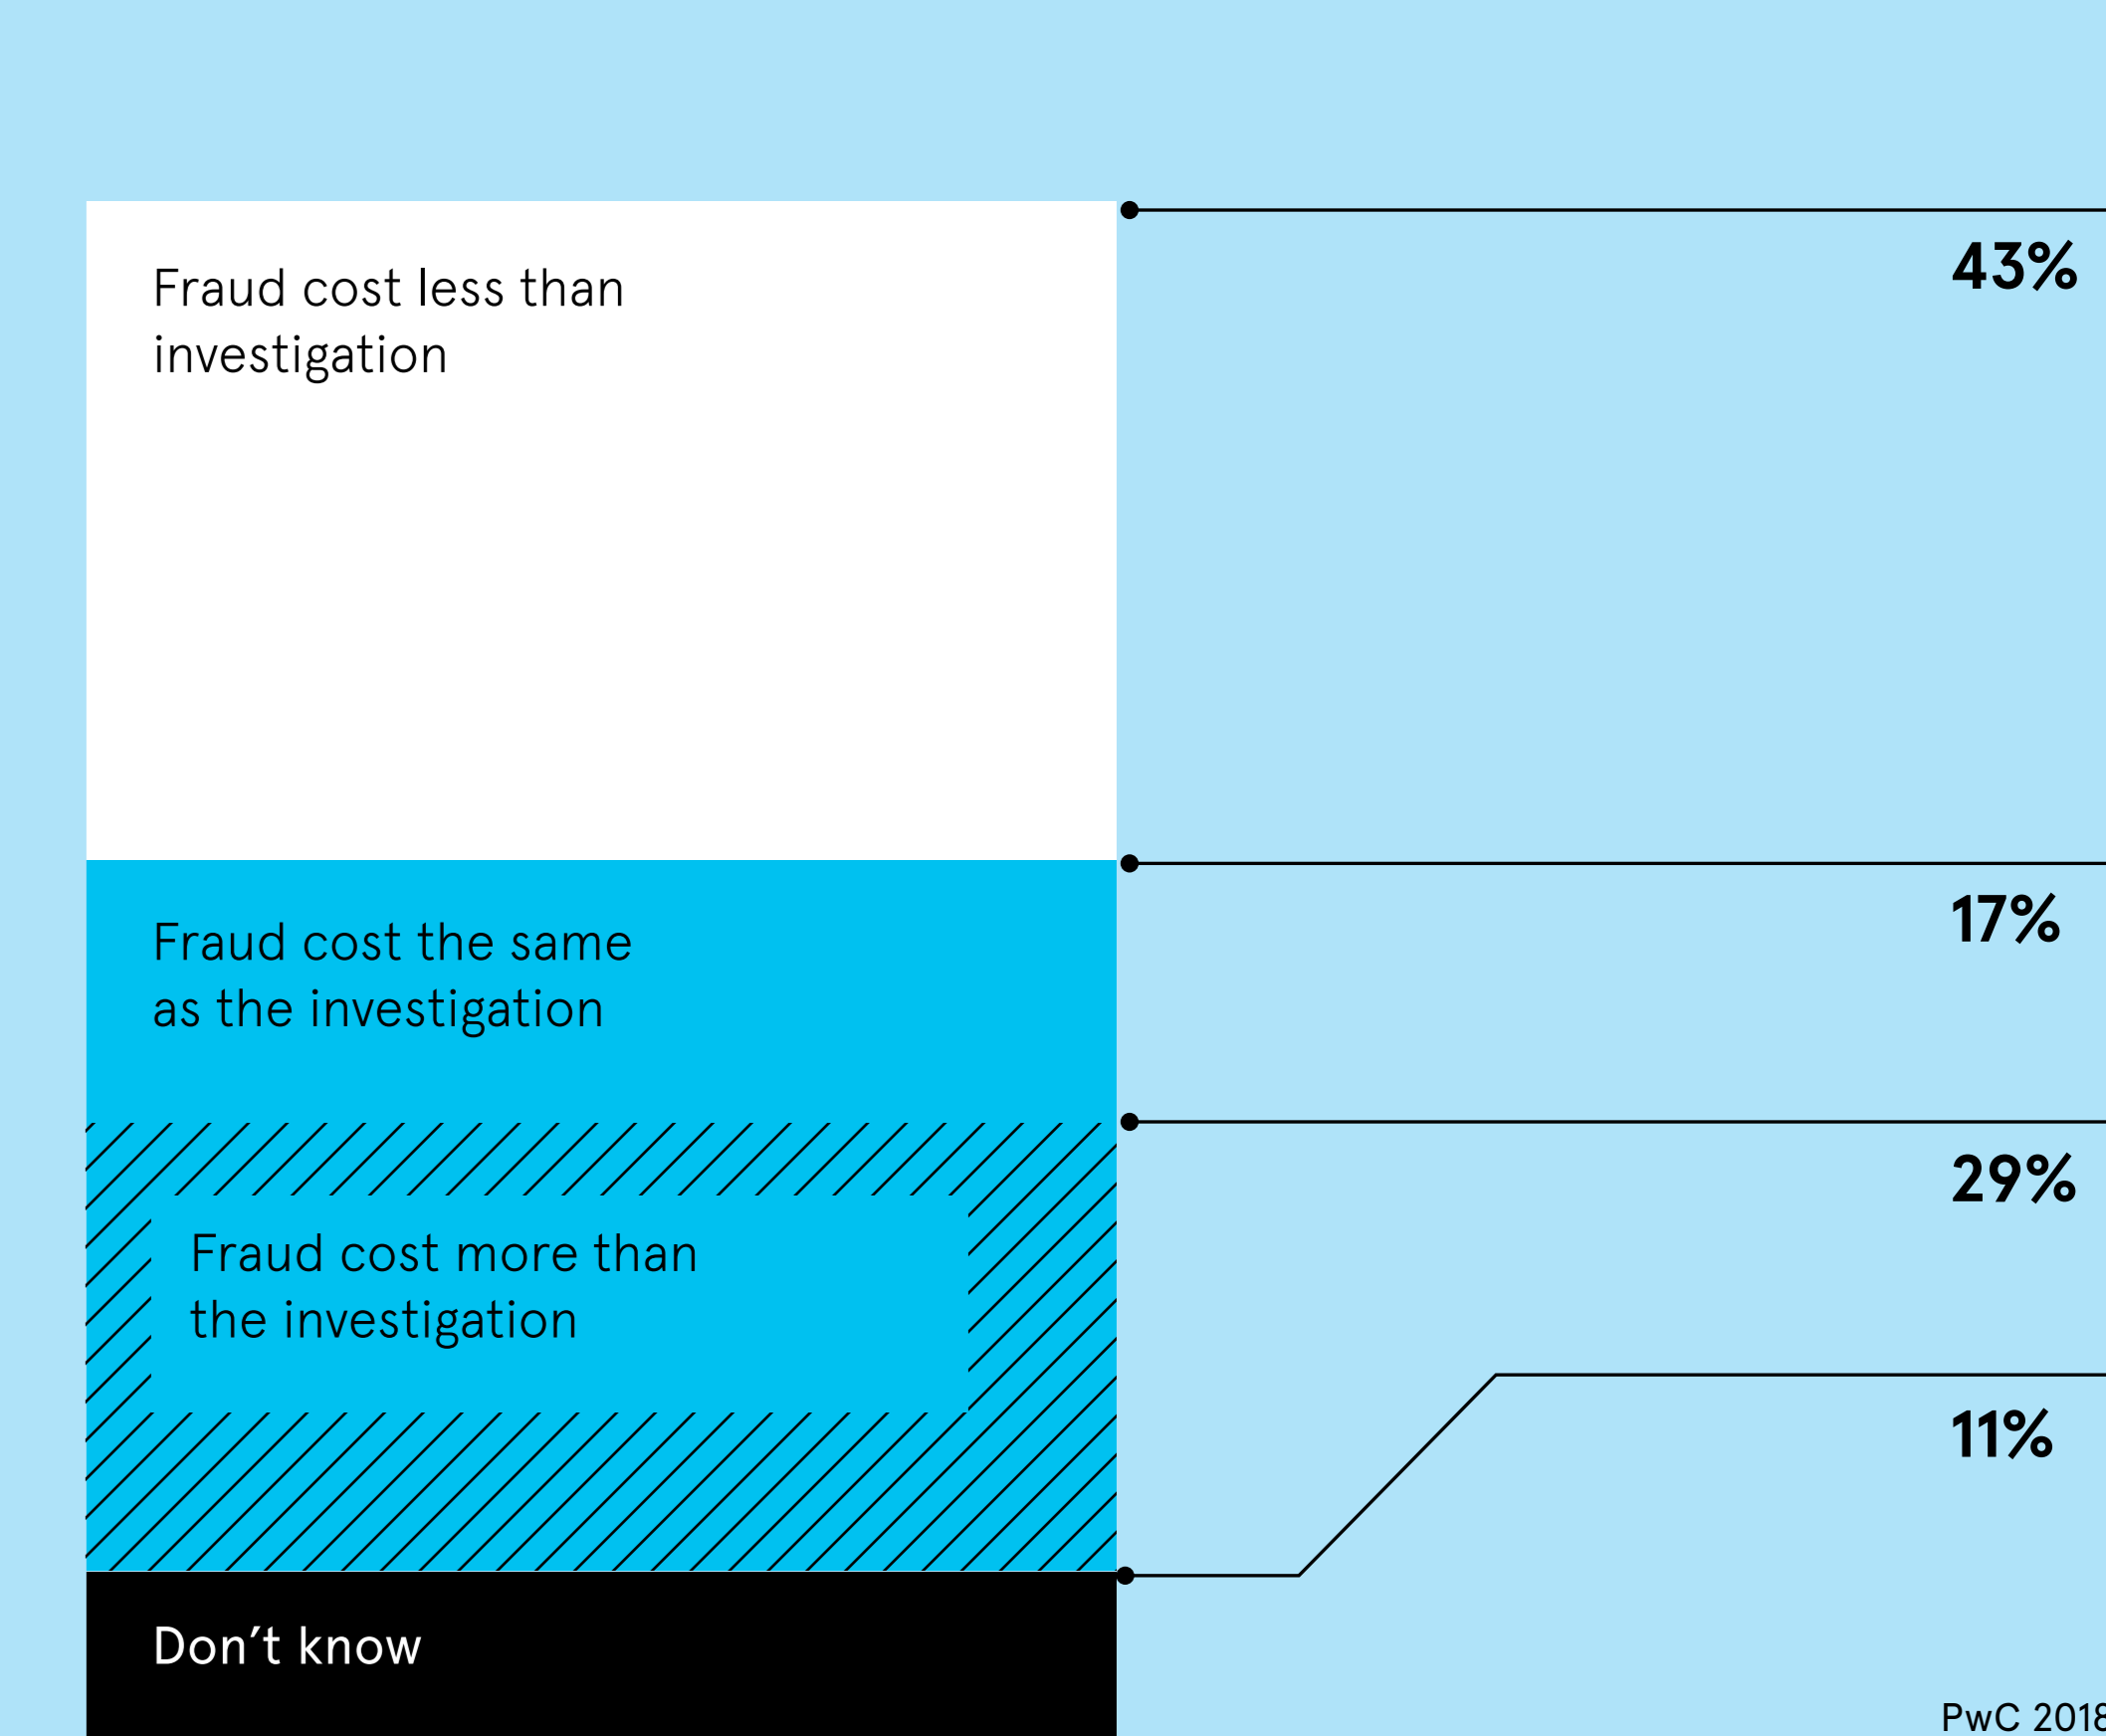 Fraud cost less than
investigation
43%
Fraud cost the same
as the investigation
17%
Fraud cost more than
the investigation
29%
11%
Don´t know
PwC 2018